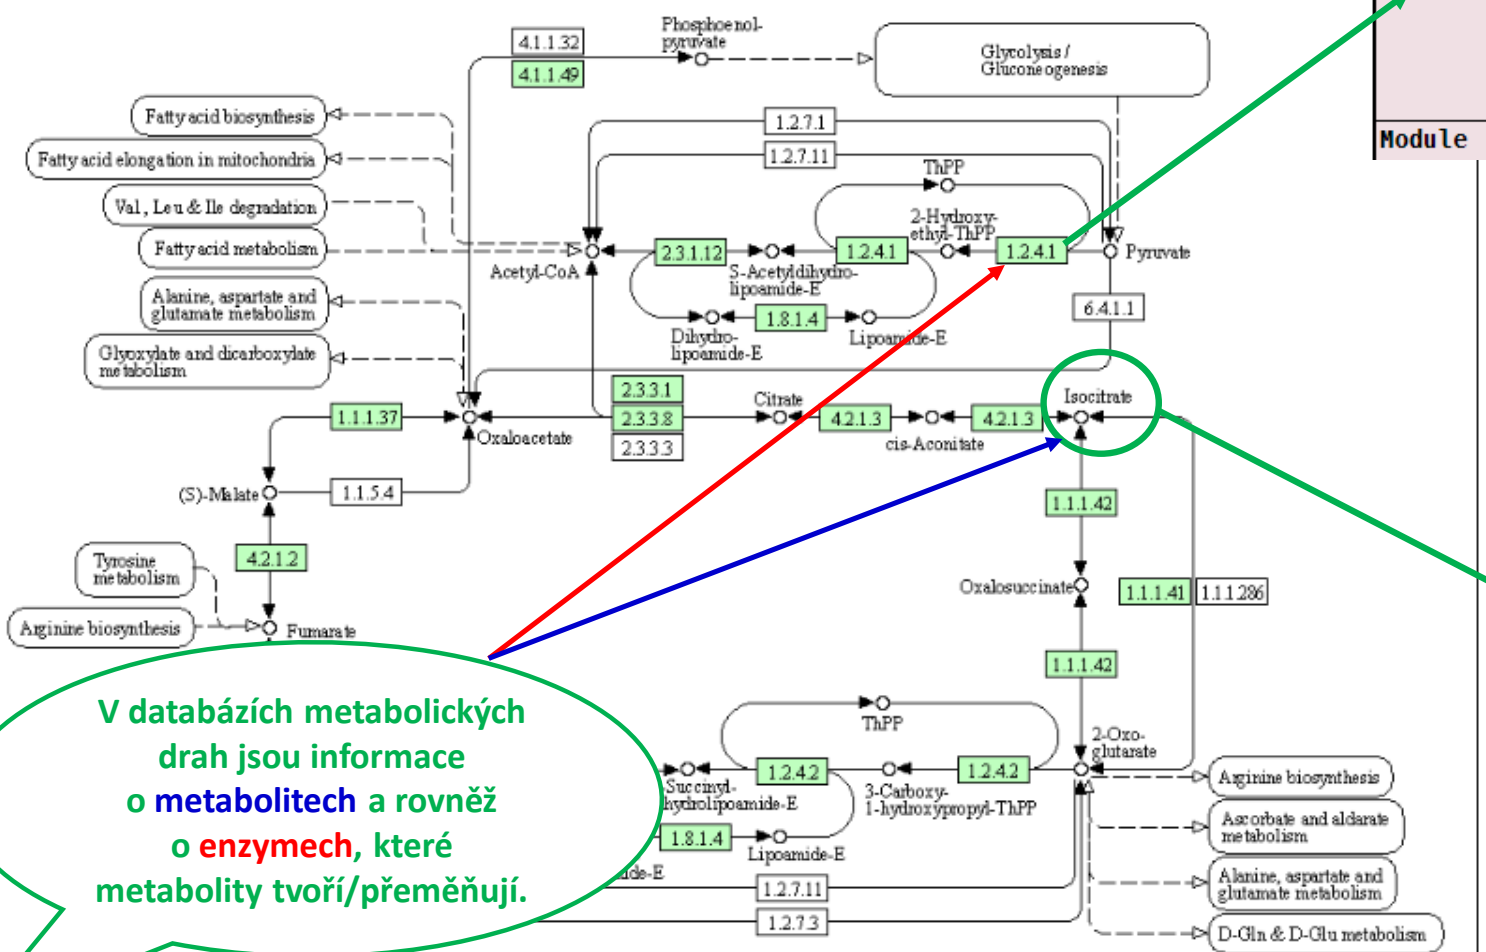 Phosphoenol-
pyruvate
4.1.1.32
4.1.1.49
Glycolysis /
Gluconeogenesis
Module
Fatty acid biosynthesis
Fatty acid elongation in mitochondria
Val, Leu & Ile degradation
Fatty acid metabolism
1.2.7.1
1.2.7.11
ThPP
2-Hydroxy-
ethyl-ThPP
Acetyl-CoA
2.3.1.12
1.2.4.1
1.2.4.1
Pyruvate
S-Acetyldihydro-
lipoamide-E
Alanine, aspartate and
glutamate metabolism
Glyoxylate and dicarboxylate
metabolism
1.8.1.4
Dihydro-
lipoamide-E
Lipoamide-E
6.4.1.1
1.1.1.37
Oxaloacetate
2.3.3.1
2.3.3.8
2.3.3.3
Citrate
4.2.1.3
cis-Aconitate
4.2.1.3
Isocitrate
(S)-Malate
1.1.5.4
1.1.1.42
Tyrosine
metabolism
4.2.1.2
Oxalosuccinate
1.1.1.41
1.1.1.286
Arginine biosynthesis
Fumarate
1.1.1.42
V databázích metabolických
drah jsou informace
o metabolitech a rovněž
o enzymech, které
metabolity tvoří/přeměňují.
ThPP
2-Oxo-
glutarate
1.2.4.2
1.2.4.2
Succinyl-
hydrolipoamide-E
3-Carboxy-
1-hydroxypropyl-ThPP
1.8.1.4
Lipoamide-E
ide-E
1.2.7.11
1.2.7.3
Arginine biosynthesis
Ascorbate and aldarate
metabolism
Alanine, aspartate and
glutamate metabolism
D-Gln & D-Glu metabolism